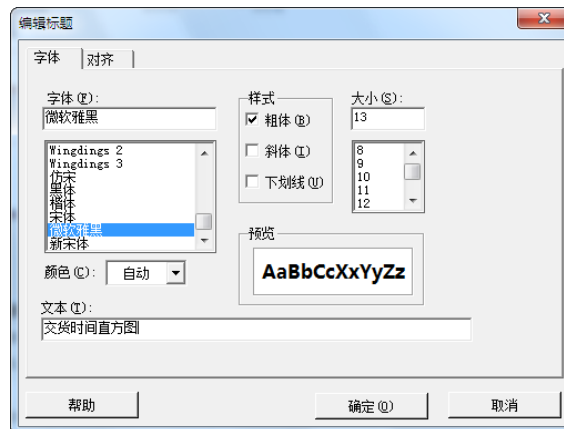 编辑标题
字体
对齐
字体(F):
微软雅黑
Wingdings 2
Wingdings 3
仿宋
黑体
楷体
宋体
微软雅黑
新宋体
颜色(C):
自动
样式
粗体(B)
斜体(I)
下划线(U)
大小(S):
13
8
9
10
11
12
预览
AaBbCcXxYyZz
文本(T):
交货时间直方图
帮助
确定(O)
取消